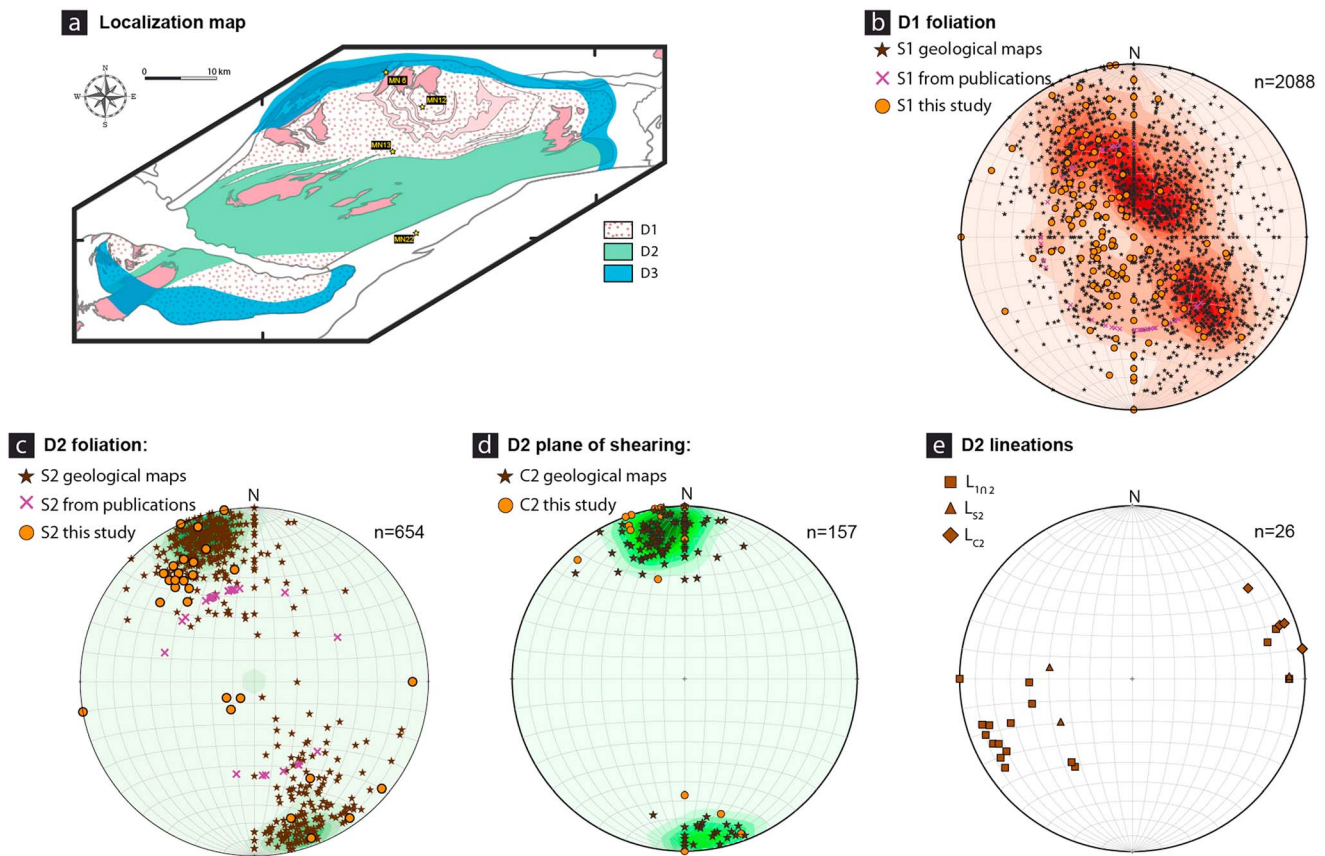 a Localization map
N
W E
S
0 10 km
MN 6
MN12
MN13
MN22
D1
D2
D3
b D1 foliation
S1 geological maps
S1 from publications
S1 this study
N
n=2088
c D2 foliation:
S2 geological maps
S2 from publications
S2 this study
N
n=654
d D2 plane of shearing:
C2 geological maps
C2 this study
N
n=157
e D2 lineations
L1∩2
LS2
LC2
N
n=26